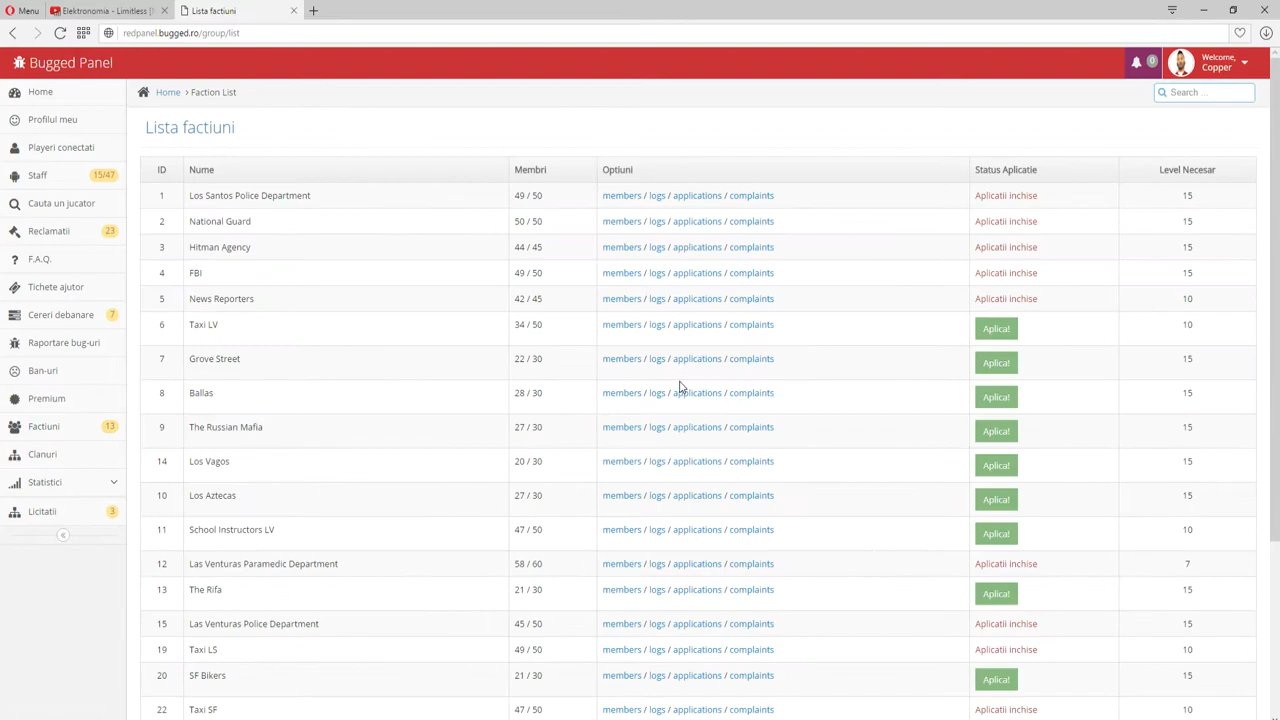 Menu Elektronomia - Limitless [ Lista factiuni
redpanel.bugged.ro/group/list
Bugged Panel 0 Welcome, Copper
Home
Profilul meu
Playeri conectati
Staff 15/47
Cauta un jucator
Reclamatii 23
F.A.Q.
Tichete ajutor
Cereri debanare 7
Raportare bug-uri
Ban-uri
Premium
Factiuni 13
Clanuri
Statistici
Licitatii 3
Home › Faction List Search ...
Lista factiuni
ID Nume Membri Optiuni Status Aplicatie Level Necesar
1 Los Santos Police Department 49 / 50 members / logs / applications / complaints Aplicatii inchise 15
2 National Guard 50 / 50 members / logs / applications / complaints Aplicatii inchise 15
3 Hitman Agency 44 / 45 members / logs / applications / complaints Aplicatii inchise 15
4 FBI 49 / 50 members / logs / applications / complaints Aplicatii inchise 15
5 News Reporters 42 / 45 members / logs / applications / complaints Aplicatii inchise 10
6 Taxi LV 34 / 50 members / logs / applications / complaints Aplica! 10
7 Grove Street 22 / 30 members / logs / applications / complaints Aplica! 15
8 Ballas 28 / 30 members / logs / applications / complaints Aplica! 15
9 The Russian Mafia 27 / 30 members / logs / applications / complaints Aplica! 15
14 Los Vagos 20 / 30 members / logs / applications / complaints Aplica! 15
10 Los Aztecas 27 / 30 members / logs / applications / complaints Aplica! 15
11 School Instructors LV 47 / 50 members / logs / applications / complaints Aplica! 10
12 Las Venturas Paramedic Department 58 / 60 members / logs / applications / complaints Aplicatii inchise 7
13 The Rifa 21 / 30 members / logs / applications / complaints Aplica! 15
15 Las Venturas Police Department 45 / 50 members / logs / applications / complaints Aplicatii inchise 15
19 Taxi LS 49 / 50 members / logs / applications / complaints Aplicatii inchise 10
20 SF Bikers 21 / 30 members / logs / applications / complaints Aplica! 15
22 Taxi SF 47 / 50 members / logs / applications / complaints Aplicatii inchise 10